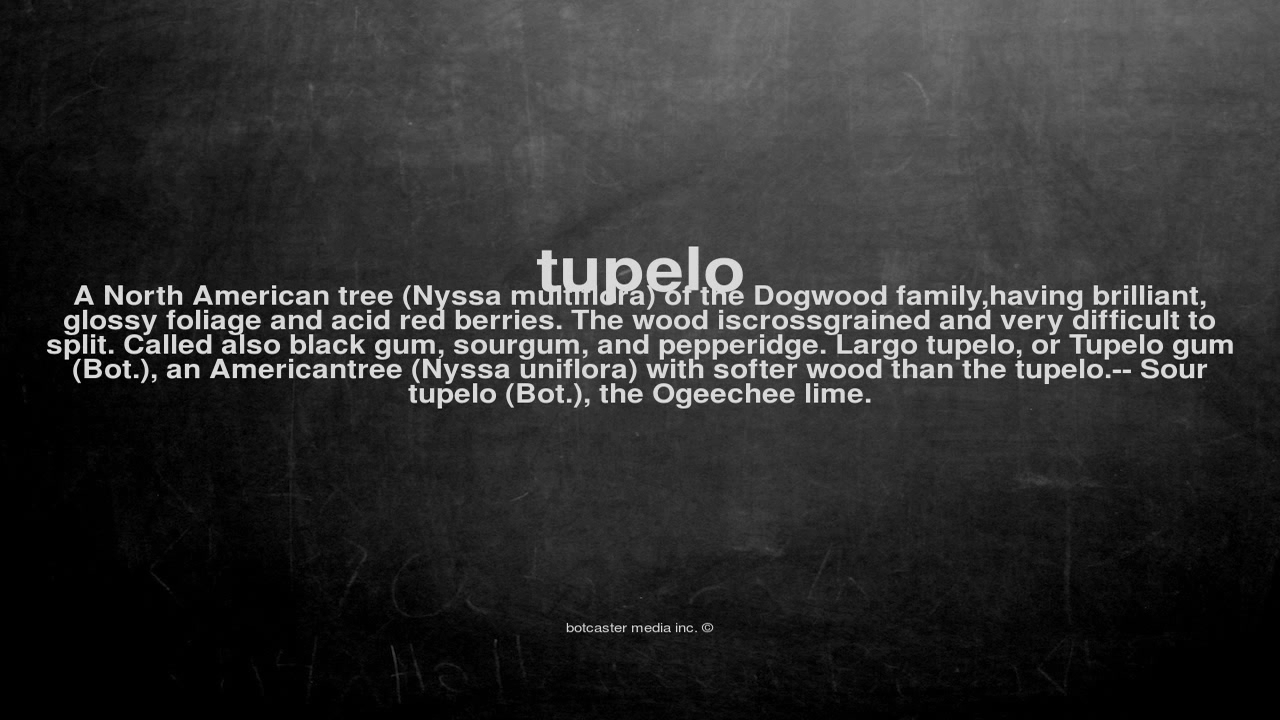 tupelo
A North American tree (Nyssa multiflora) of the Dogwood family,having brilliant,
glossy foliage and acid red berries. The wood iscrossgrained and very difficult to
split. Called also black gum, sourgum, and pepperidge. Largo tupelo, or Tupelo gum
(Bot.), an Americantree (Nyssa uniflora) with softer wood than the tupelo.-- Sour
tupelo (Bot.), the Ogeechee lime.
botcaster media inc. ©